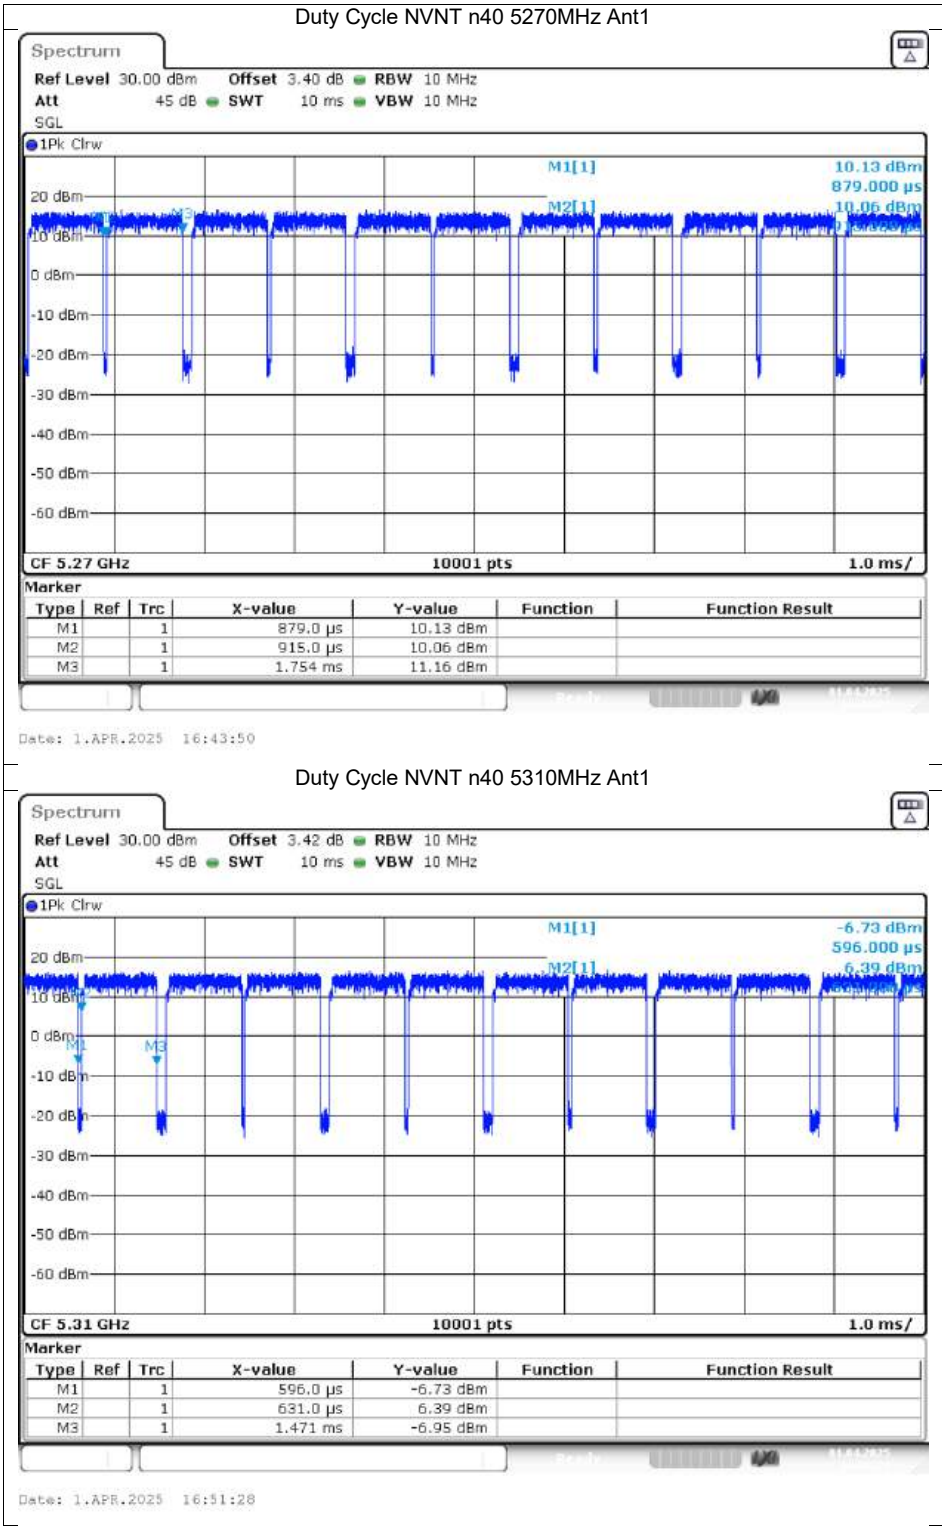 Duty Cycle NVNT n40 5270MHz Ant1
Spectrum
Ref Level 30.00 dBm Offset 3.40 dB RBW 10 MHz
Att 45 dB SWT 10 ms VBW 10 MHz
SGL
1Pk Clrw
M1[1] 10.13 dBm
879.000 µs
20 dBm
M2[1] 10.06 dBm
M3
10 dBm
0 dBm
-10 dBm
-20 dBm
-30 dBm
-40 dBm
-50 dBm
-60 dBm
CF 5.27 GHz 10001 pts 1.0 ms/
Marker
Type Ref Trc X-value Y-value Function Function Result
M1 1 879.0 µs 10.13 dBm
M2 1 915.0 µs 10.06 dBm
M3 1 1.754 ms 11.16 dBm
Date: 1.APR.2025 16:43:50
Duty Cycle NVNT n40 5310MHz Ant1
Spectrum
Ref Level 30.00 dBm Offset 3.42 dB RBW 10 MHz
Att 45 dB SWT 10 ms VBW 10 MHz
SGL
1Pk Clrw
M1[1] -6.73 dBm
596.000 µs
20 dBm
M2[1] 6.39 dBm
10 dBm
0 dBm
M1 M3
-10 dBm
-20 dBm
-30 dBm
-40 dBm
-50 dBm
-60 dBm
CF 5.31 GHz 10001 pts 1.0 ms/
Marker
Type Ref Trc X-value Y-value Function Function Result
M1 1 596.0 µs -6.73 dBm
M2 1 631.0 µs 6.39 dBm
M3 1 1.471 ms -6.95 dBm
Date: 1.APR.2025 16:51:28